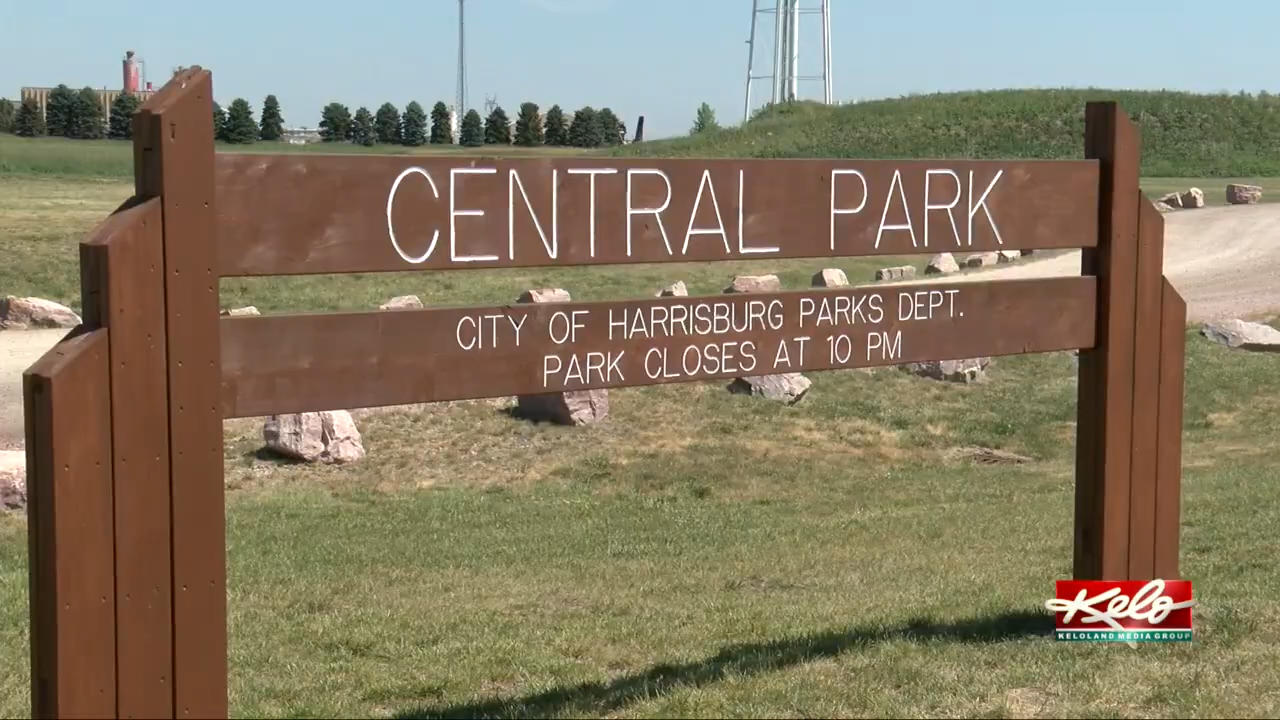 CENTRAL PARK
CITY OF HARRISBURG PARKS DEPT.
PARK CLOSES AT 10 PM
Kelo
KELOLAND MEDIA GROUP